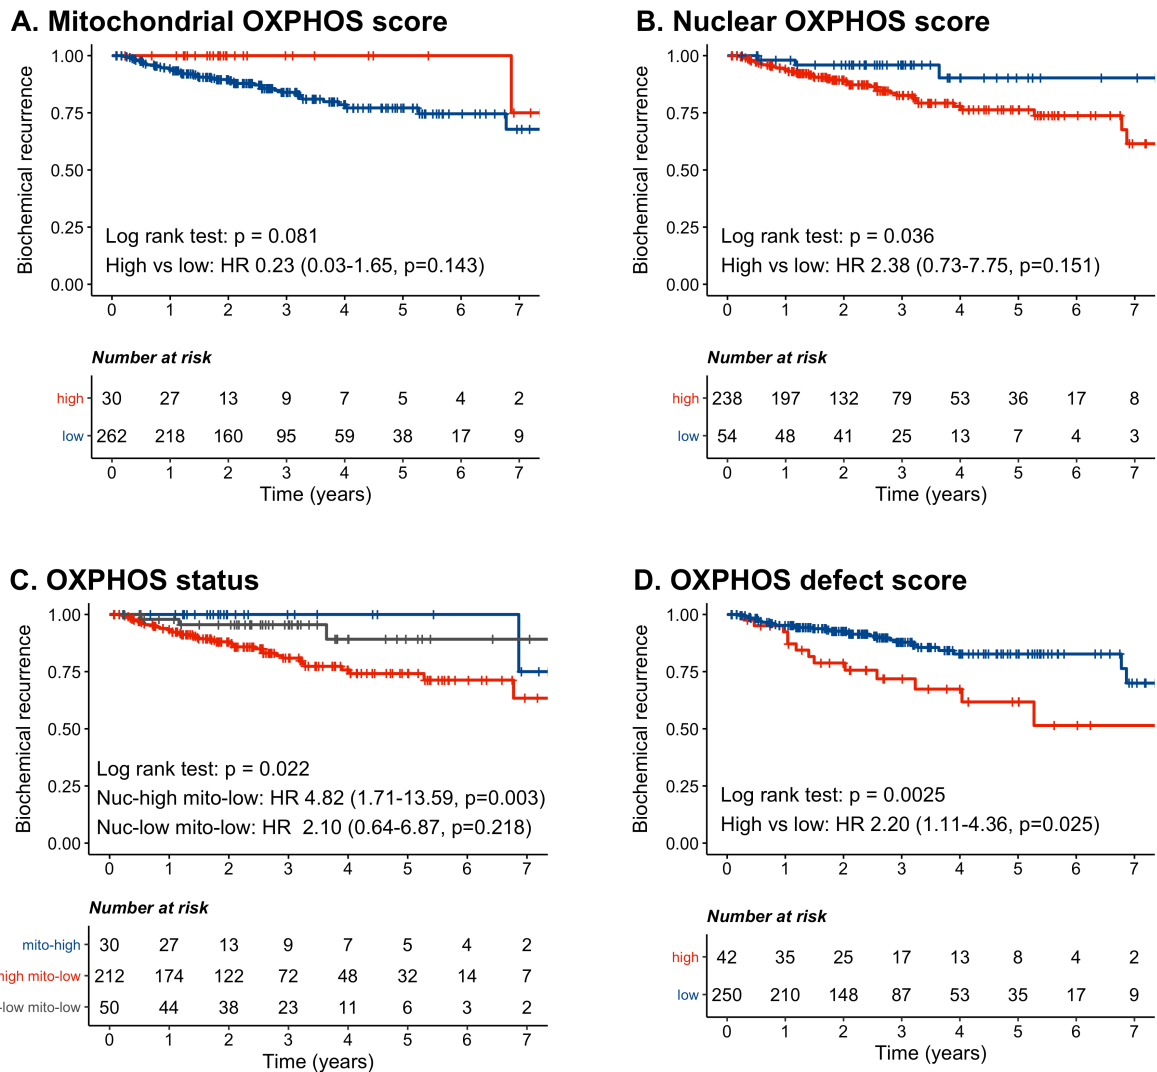 A. Mitochondrial OXPHOS score
Biochemical recurrence
1.00
0.75
0.50
0.25
0.00
Log rank test: p = 0.081
High vs low: HR 0.23 (0.03-1.65, p=0.143)
0 1 2 3 4 5 6 7
Number at risk
high 30 27 13 9 7 5 4 2
low 262 218 160 95 59 38 17 9
0 1 2 3 4 5 6 7
Time (years)
B. Nuclear OXPHOS score
Biochemical recurrence
1.00
0.75
0.50
0.25
0.00
Log rank test: p = 0.036
High vs low: HR 2.38 (0.73-7.75, p=0.151)
0 1 2 3 4 5 6 7
Number at risk
high 238 197 132 79 53 36 17 8
low 54 48 41 25 13 7 4 3
0 1 2 3 4 5 6 7
Time (years)
C. OXPHOS status
Biochemical recurrence
1.00
0.75
0.50
0.25
0.00
Log rank test: p = 0.022
Nuc-high mito-low: HR 4.82 (1.71-13.59, p=0.003)
Nuc-low mito-low: HR 2.10 (0.64-6.87, p=0.218)
0 1 2 3 4 5 6 7
Number at risk
mito-high 30 27 13 9 7 5 4 2
high mito-low 212 174 122 72 48 32 14 7
-low mito-low 50 44 38 23 11 6 3 2
0 1 2 3 4 5 6 7
Time (years)
D. OXPHOS defect score
Biochemical recurrence
1.00
0.75
0.50
0.25
0.00
Log rank test: p = 0.0025
High vs low: HR 2.20 (1.11-4.36, p=0.025)
0 1 2 3 4 5 6 7
Number at risk
high 42 35 25 17 13 8 4 2
low 250 210 148 87 53 35 17 9
0 1 2 3 4 5 6 7
Time (years)